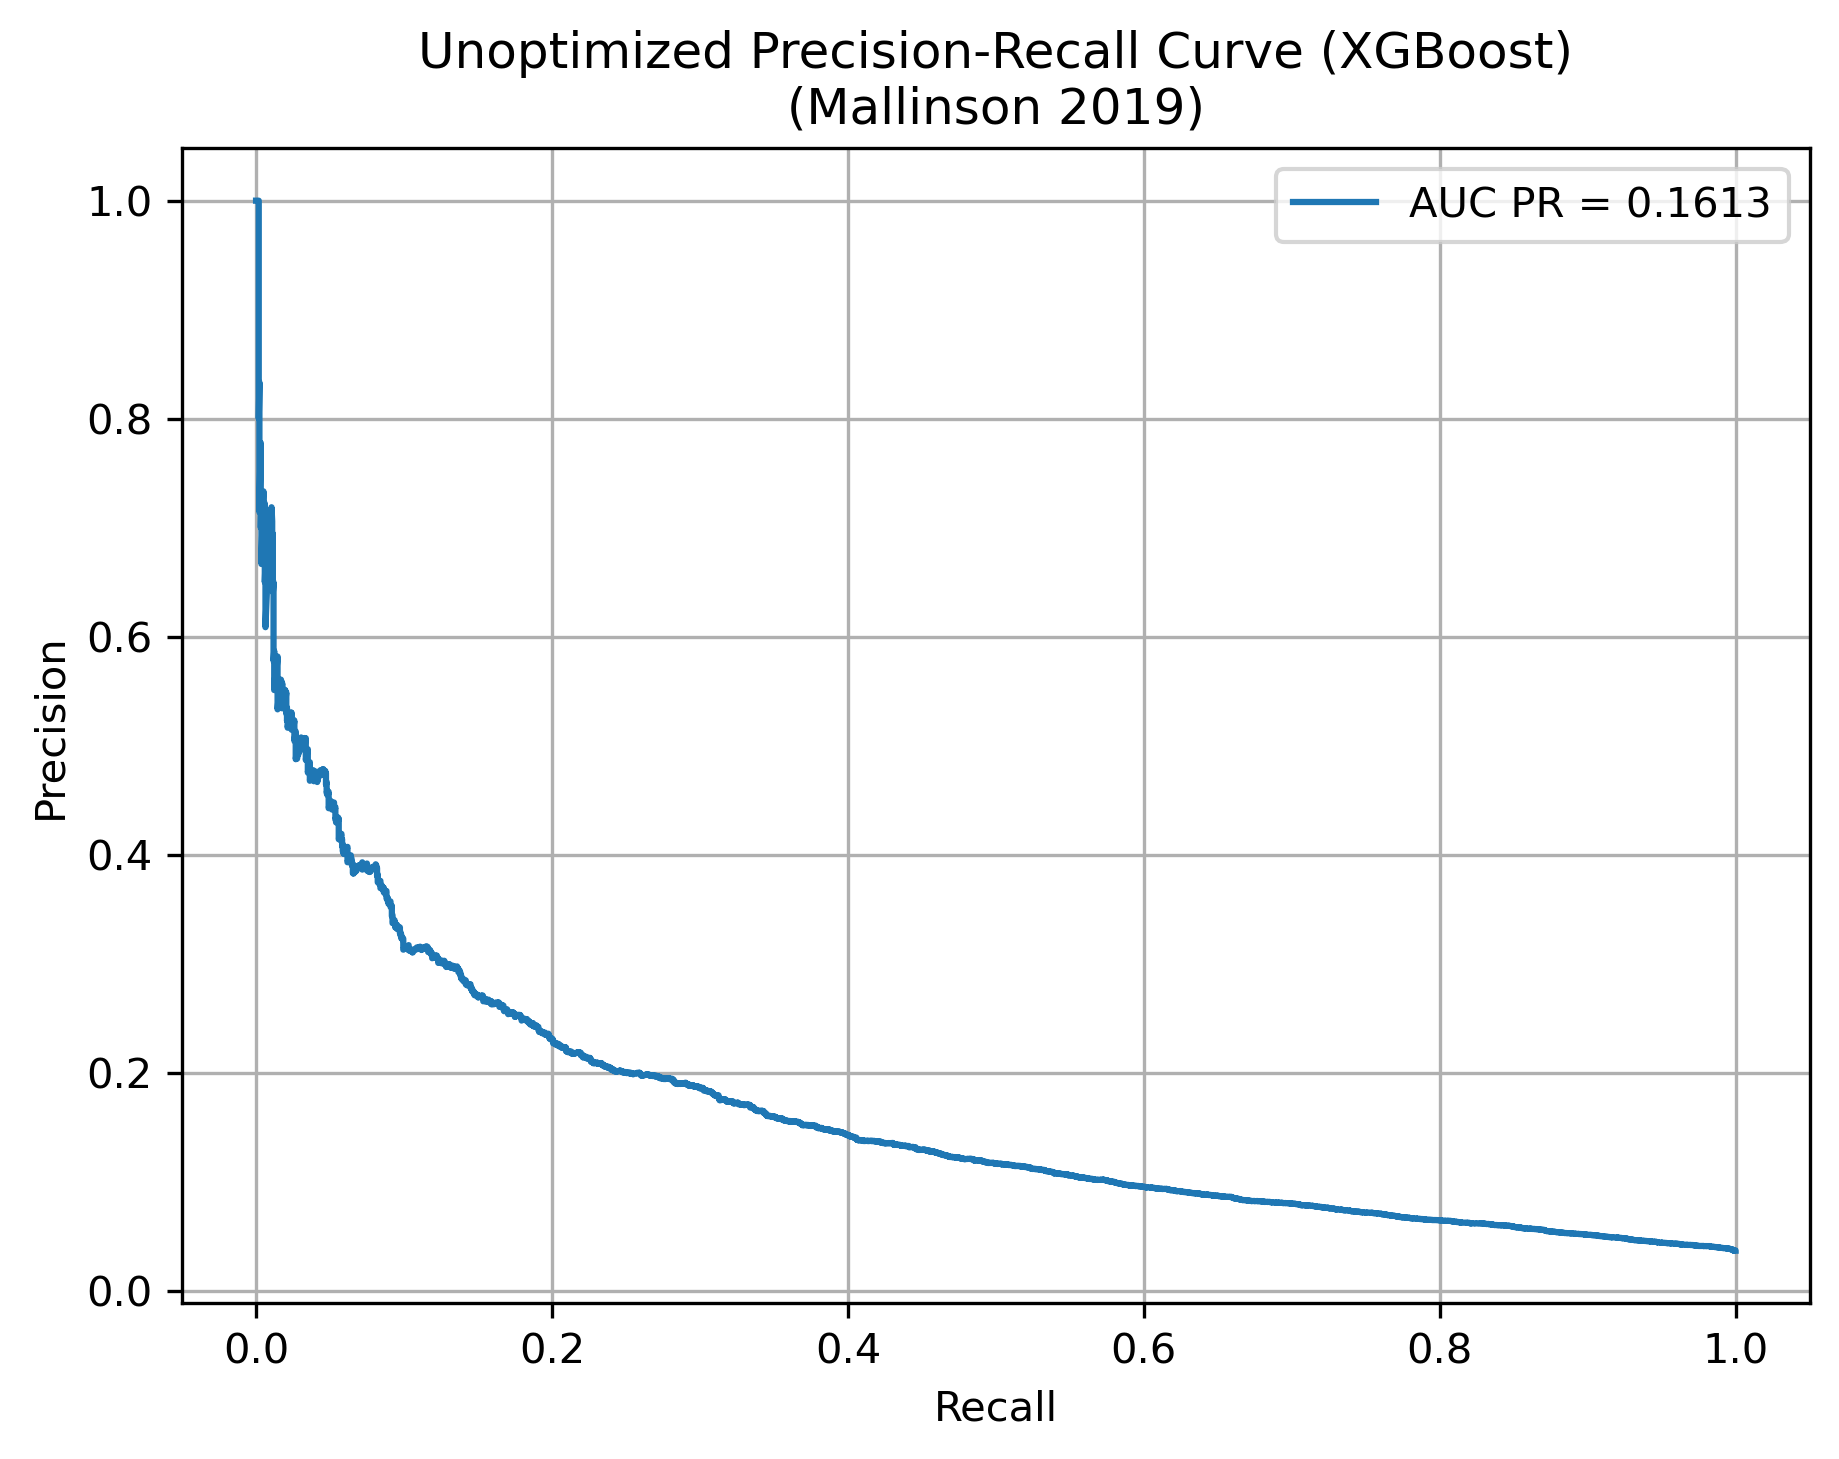 Unoptimized Precision-Recall Curve (XGBoost)
(Mallinson 2019)
AUC PR = 0.1613
1.0
0.8
0.6
0.4
0.2
0.0
Precision
0.0 0.2 0.4 0.6 0.8 1.0
Recall